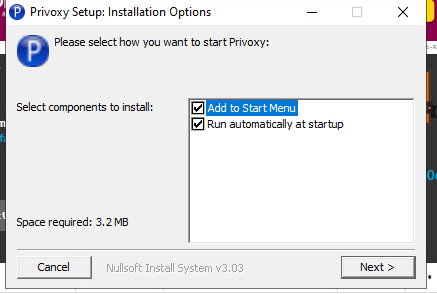 Privoxy Setup: Installation Options
Please select how you want to start Privoxy:
Select components to install:
Add to Start Menu
Run automatically at startup
Space required: 3.2 MB
Cancel
Nullsoft Install System v3.03
Next >